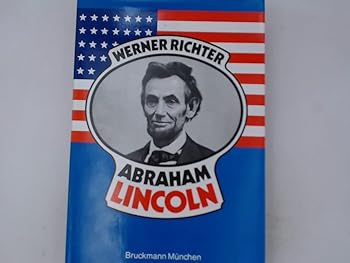 WERNER RICHTER
ABRAHAM
LINCOLN
Bruckmann München